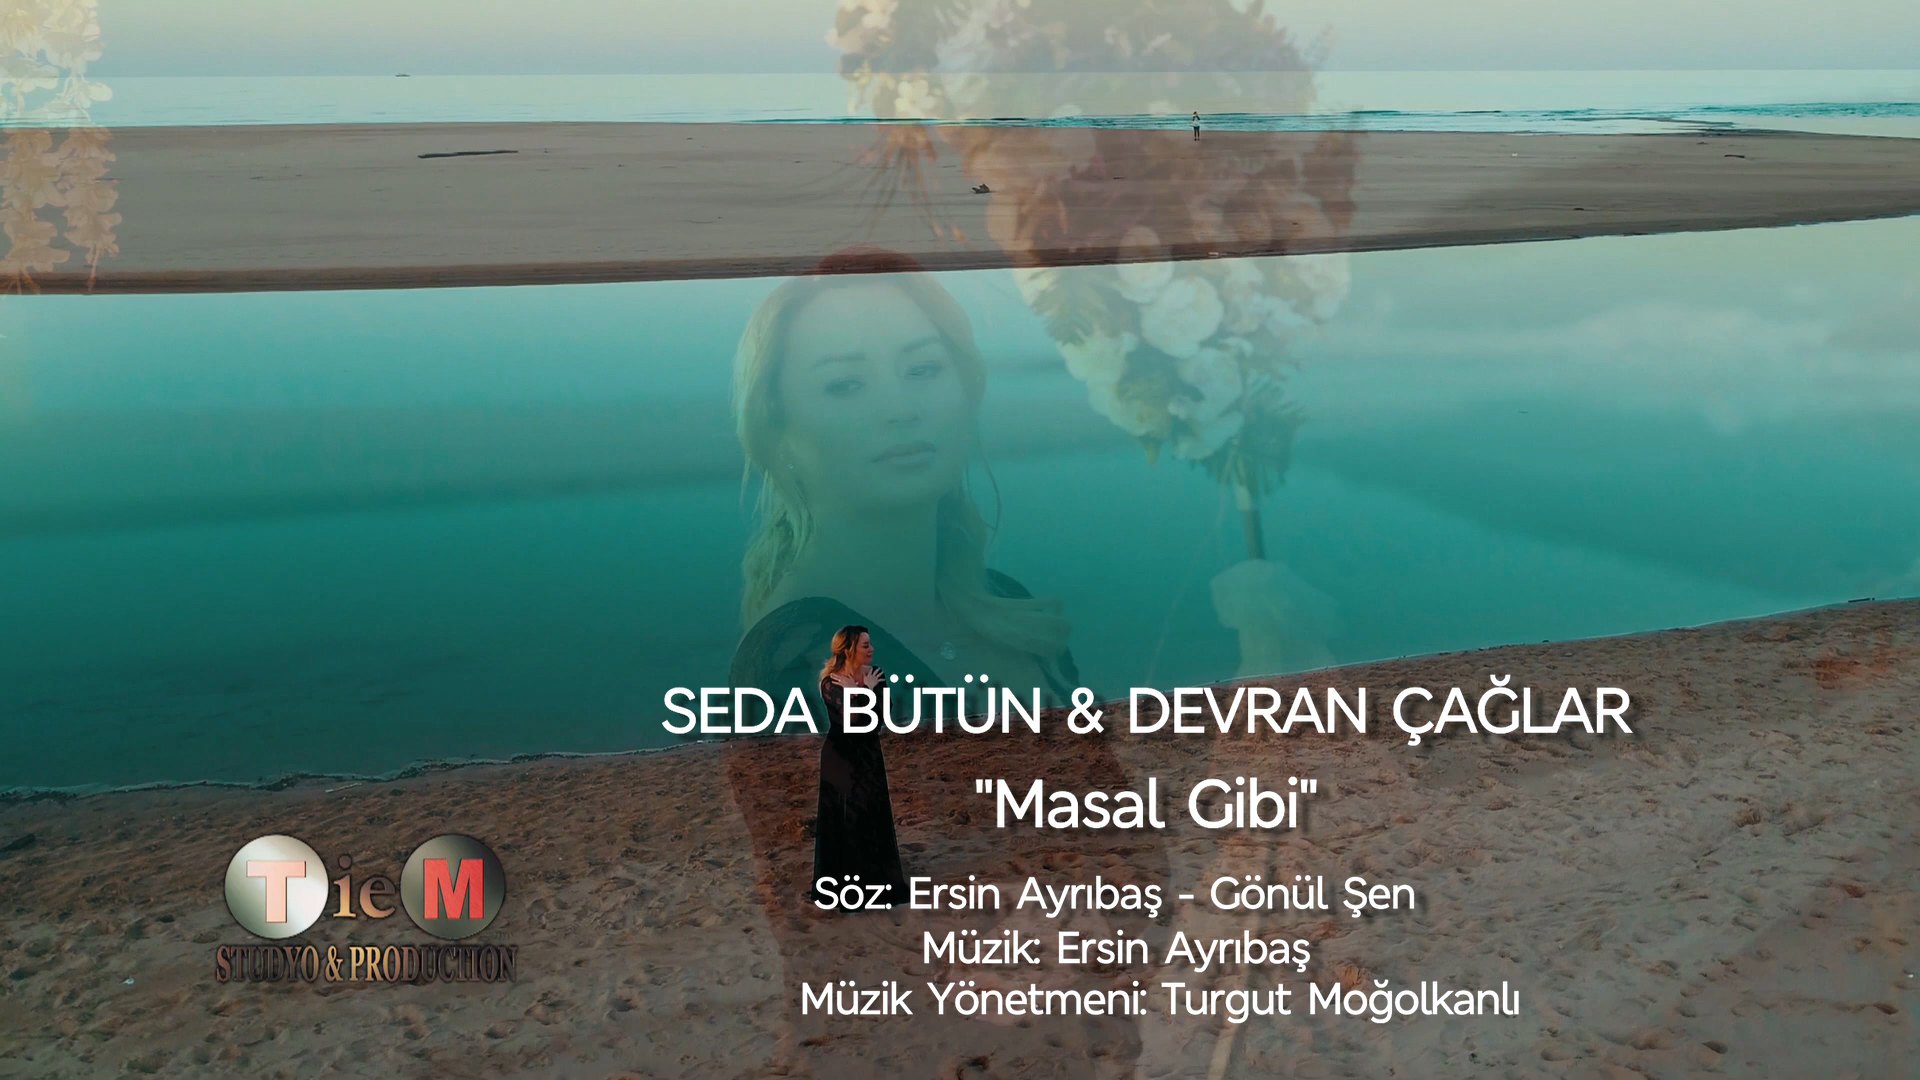 SEDA BÜTÜN & DEVRAN ÇAĞLAR
"Masal Gibi"
Söz: Ersin Ayrıbaş - Gönül Şen
Müzik: Ersin Ayrıbaş
Müzik Yönetmeni: Turgut Moğolkanlı
TieM
STUDYO & PRODUCTION